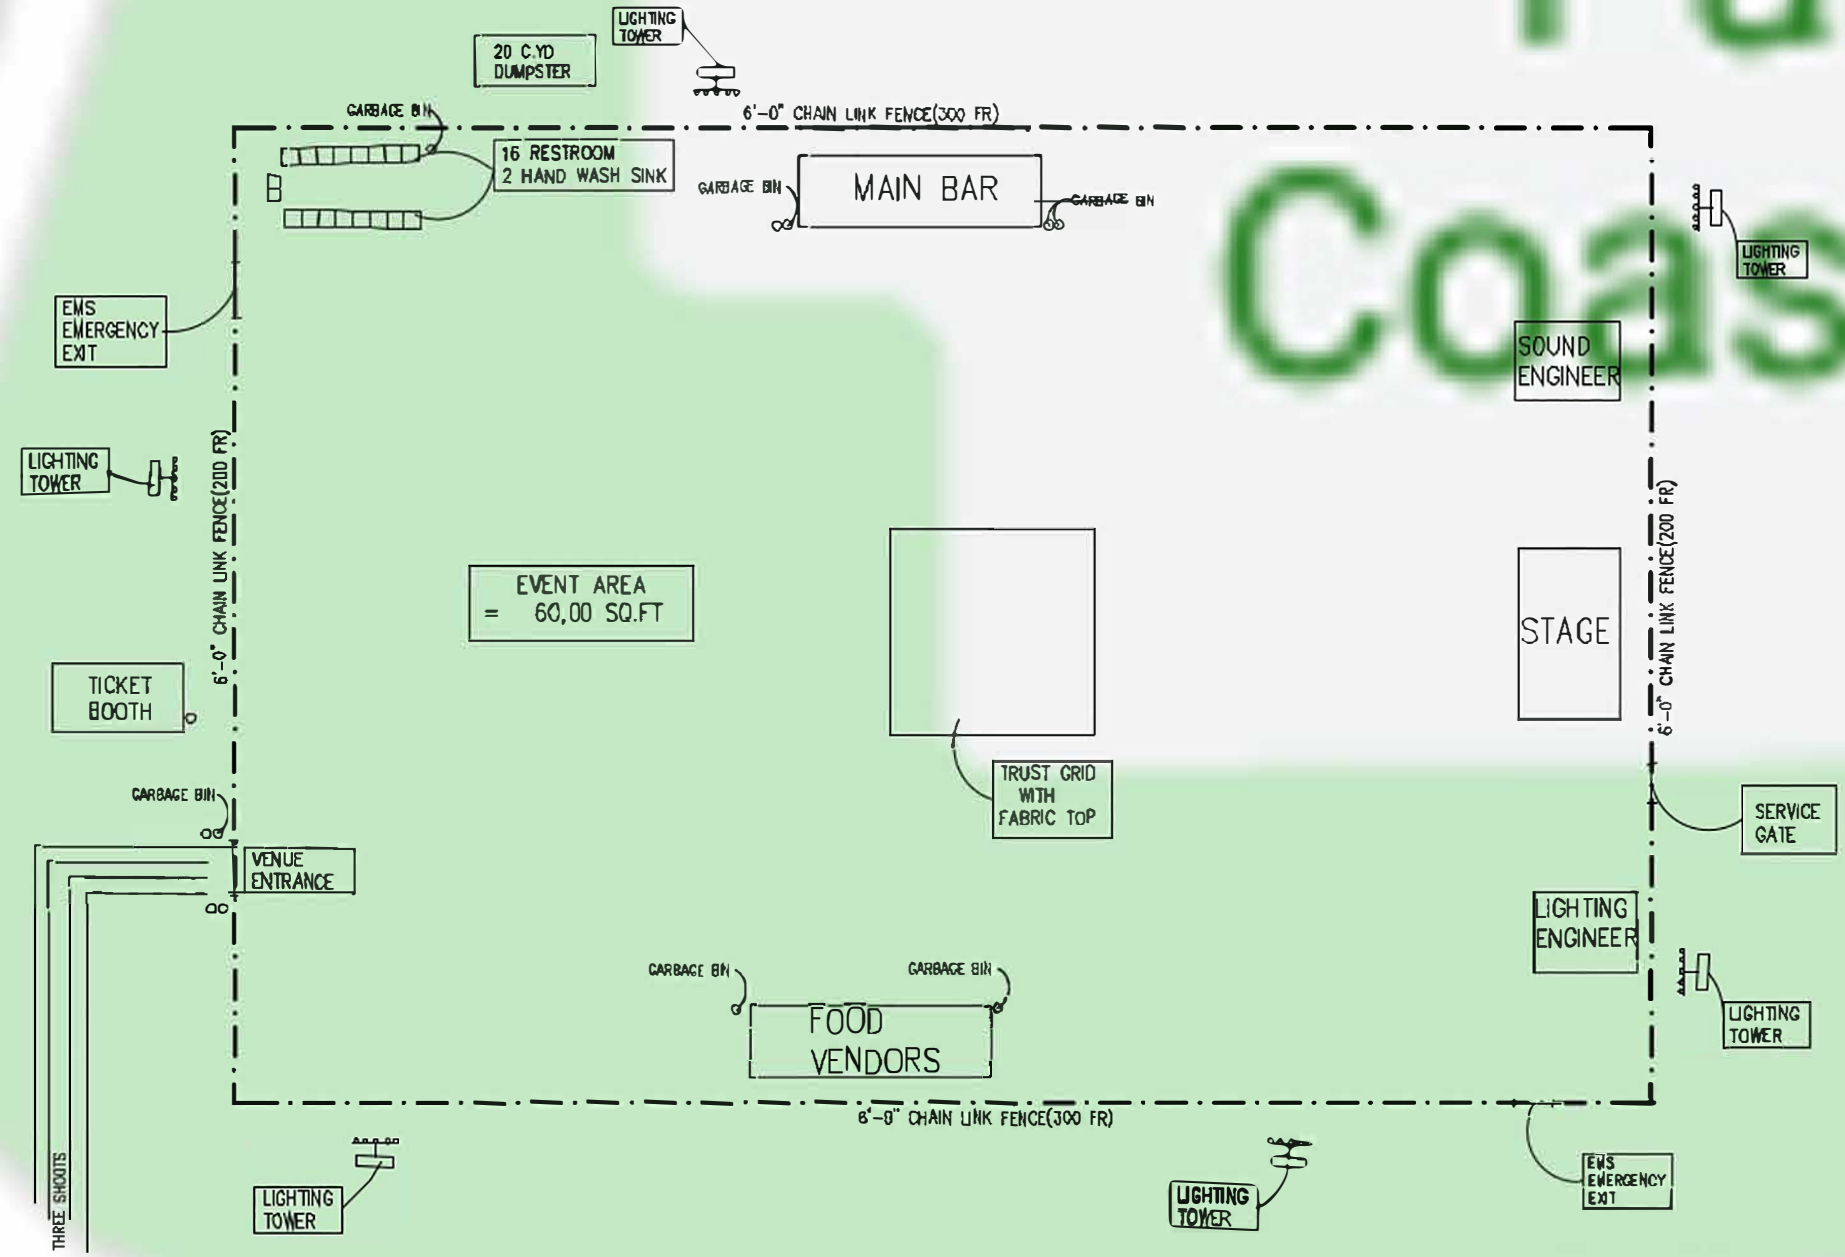 LIGHTING
TOWER
20 C.YD
DUMPSTER
GARBAGE BIN
6'-0" CHAIN LINK FENCE(300 FR)
16 RESTROOM
2 HAND WASH SINK
GARBAGE BIN
MAIN BAR
GARBAGE BIN
Coas
LIGHTING
TOWER
EMS
EMERGENCY
EXIT
SOUND
ENGINEER
LIGHTING
TOWER
6'-0" CHAIN LINK FENCE(200 FR)
EVENT AREA
= 60,00 SQ.FT
STAGE
6'-0" CHAIN LINK FENCE(200 FR)
TICKET
BOOTH
TRUST GRID
WITH
FABRIC TOP
GARBAGE BIN
SERVICE
GATE
VENUE
ENTRANCE
LIGHTING
ENGINEER
GARBAGE BIN
GARBAGE BIN
FOOD
VENDORS
LIGHTING
TOWER
6'-0" CHAIN LINK FENCE(300 FR)
THREE SHOOTS
LIGHTING
TOWER
LIGHTING
TOWER
EMS
EMERGENCY
EXIT